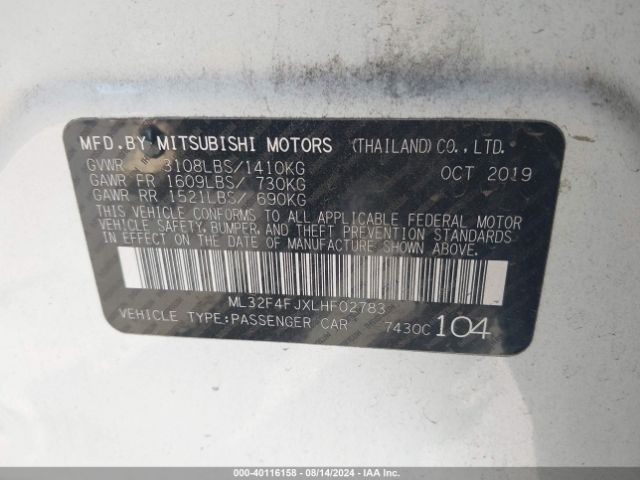 MFD.BY MITSUBISHI MOTORS (THAILAND) CO.,LTD.
GVWR 3108LBS/1410KG OCT 2019
GAWR FR 1609LBS/ 730KG
GAWR RR 1521LBS/ 690KG
THIS VEHICLE CONFORMS TO ALL APPLICABLE FEDERAL MOTOR
VEHICLE SAFETY, BUMPER, AND THEFT PREVENTION STANDARDS
IN EFFECT ON THE DATE OF MANUFACTURE SHOWN ABOVE.
ML32F4FJXLHF02783
VEHICLE TYPE:PASSENGER CAR 7430C 104
000-40116158 - 08/14/2024 - iaai.com